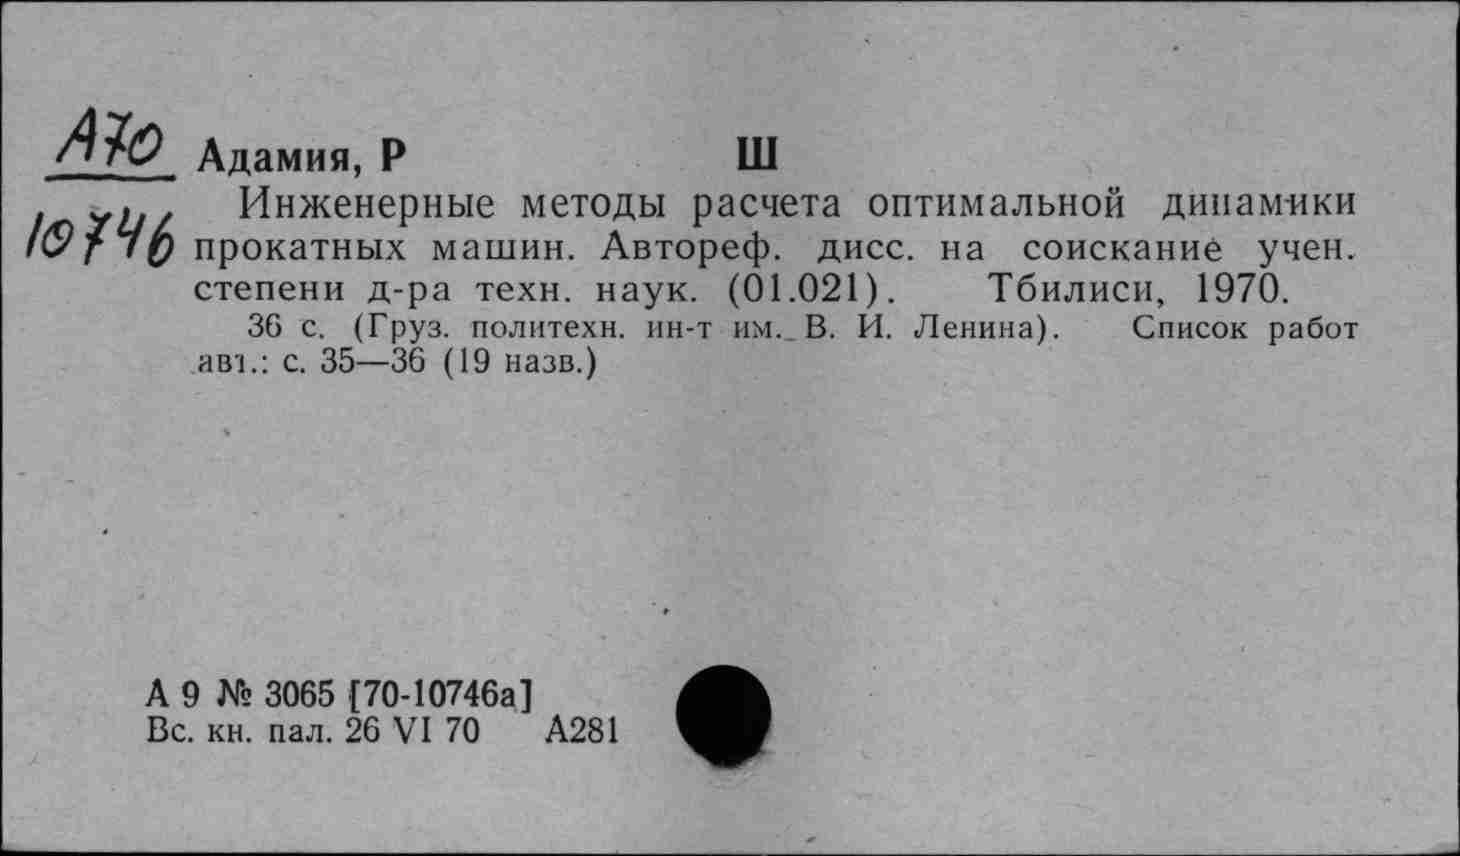 А70
10746
Адамия, Р Ш
Инженерные методы расчета оптимальной динамики
прокатных машин. Автореф. дисс. на соискание учен.
степени д-ра техн. наук. (01.021). Тбилиси, 1970.
36 с. (Груз. политехн. ин-т им. В. И. Ленина). Список работ
авт.: с. 35—36 (19 назв.)
А 9 № 3065 [70-10746а]
Вс. кн. пал. 26 VI 70 А281